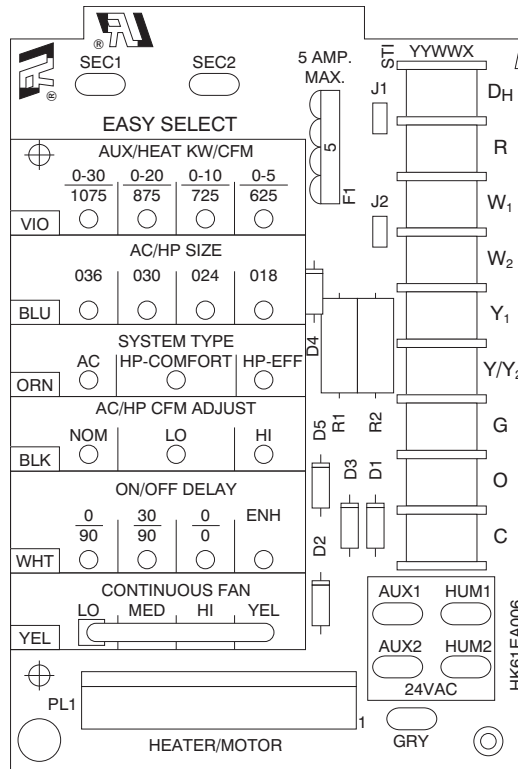 SEC1 SEC2
5 AMP. MAX.
STI YYWWX
EASY SELECT
AUX/HEAT KW/CFM
0-30 0-20 0-10 0-5
1075 875 725 625
VIO
AC/HP SIZE
036 030 024 018
BLU
SYSTEM TYPE
AC HP-COMFORT HP-EFF
ORN
AC/HP CFM ADJUST
NOM LO HI
BLK
ON/OFF DELAY
0 30 0 ENH
90 90 0
WHT
CONTINUOUS FAN
LO MED HI YEL
YEL
PL1
1
HEATER/MOTOR
5
F1
J1
J2
D4
R1 R2
D5
D3 D1
D2
DH
R
W1
W2
Y1
Y/Y2
G
O
C
AUX1 HUM1
AUX2 HUM2
24VAC
GRY
HK61EA006